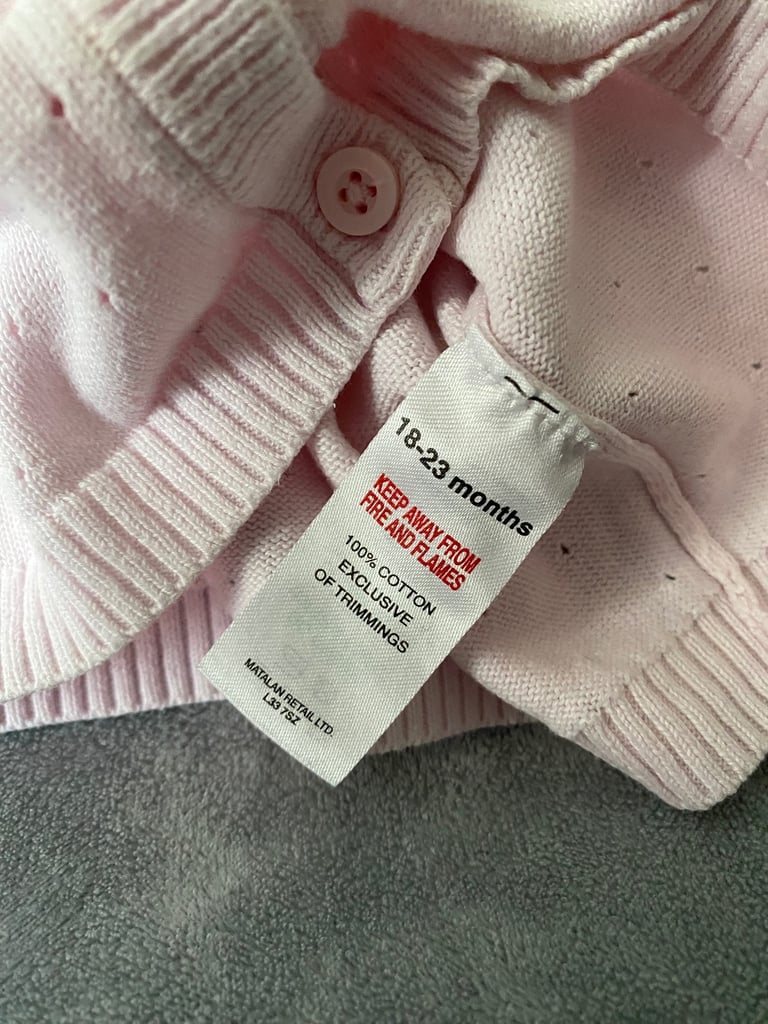 18-23 months
KEEP AWAY FROM
FIRE AND FLAMES
100% COTTON
EXCLUSIVE
OF TRIMMINGS
MATALAN RETAIL LTD.
L33 7SZ